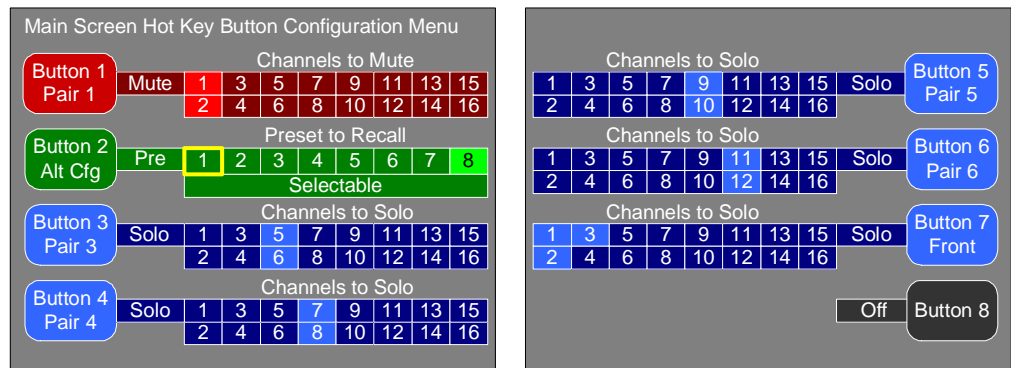 Main Screen Hot Key Button Configuration Menu
Channels to Mute
Button 1
Pair 1
Mute 1 3 5 7 9 11 13 15
2 4 6 8 10 12 14 16
Preset to Recall
Button 2
Alt Cfg
Pre 1 2 3 4 5 6 7 8
Selectable
Channels to Solo
Button 3
Pair 3
Solo 1 3 5 7 9 11 13 15
2 4 6 8 10 12 14 16
Channels to Solo
Button 4
Pair 4
Solo 1 3 5 7 9 11 13 15
2 4 6 8 10 12 14 16
Channels to Solo
1 3 5 7 9 11 13 15 Solo
2 4 6 8 10 12 14 16
Button 5
Pair 5
Channels to Solo
1 3 5 7 9 11 13 15 Solo
2 4 6 8 10 12 14 16
Button 6
Pair 6
Channels to Solo
1 3 5 7 9 11 13 15 Solo
2 4 6 8 10 12 14 16
Button 7
Front
Off Button 8